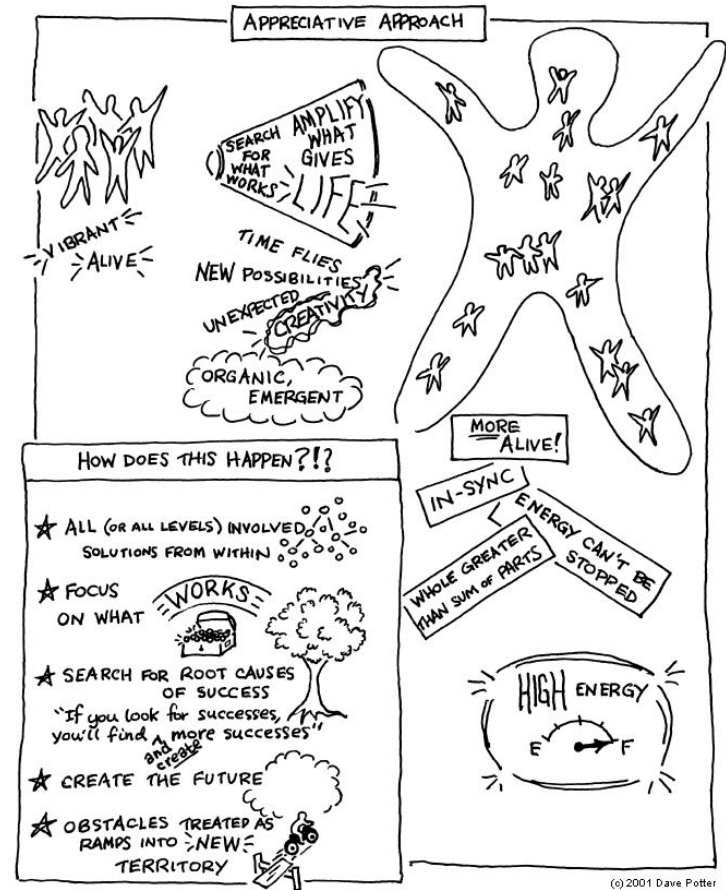 APPRECIATIVE APPROACH
VIBRANT
ALIVE
SEARCH
FOR
WHAT
WORKS
AMPLIFY
WHAT
GIVES
LIFE
TIME FLIES
NEW POSSIBILITIES
UNEXPECTED
CREATIVITY
ORGANIC,
EMERGENT
MORE
ALIVE!
IN-SYNC
ENERGY CAN'T BE
STOPPED
WHOLE GREATER
THAN SUM OF PARTS
HIGH ENERGY
E F
HOW DOES THIS HAPPEN?!?
ALL (OR ALL LEVELS) INVOLVED
SOLUTIONS FROM WITHIN
FOCUS
ON WHAT
WORKS
SEARCH FOR ROOT CAUSES
OF SUCCESS
"If you look for successes,
you'll find ^ more successes"
and
create
CREATE THE FUTURE
OBSTACLES TREATED AS
RAMPS INTO NEW
TERRITORY
(c) 2001 Dave Potter